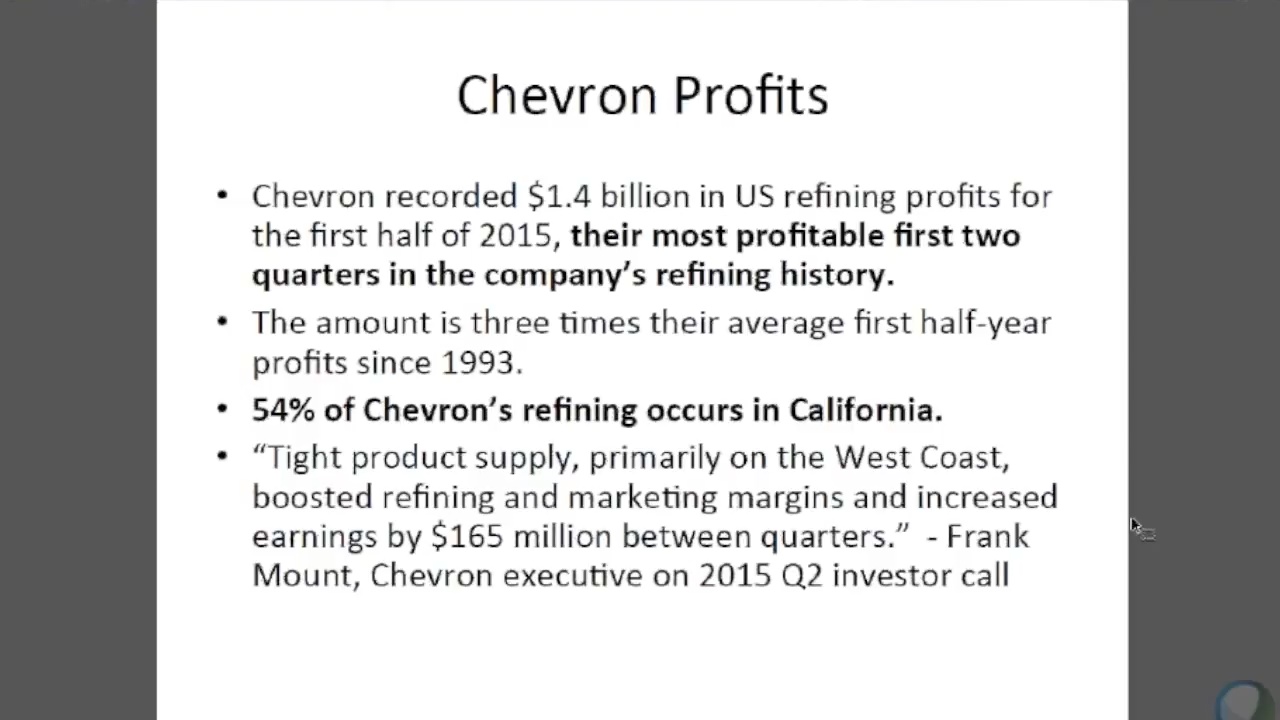 Chevron Profits
• Chevron recorded $1.4 billion in US refining profits for
the first half of 2015, their most profitable first two
quarters in the company’s refining history.
• The amount is three times their average first half-year
profits since 1993.
• 54% of Chevron’s refining occurs in California.
• “Tight product supply, primarily on the West Coast,
boosted refining and marketing margins and increased
earnings by $165 million between quarters.” - Frank
Mount, Chevron executive on 2015 Q2 investor call